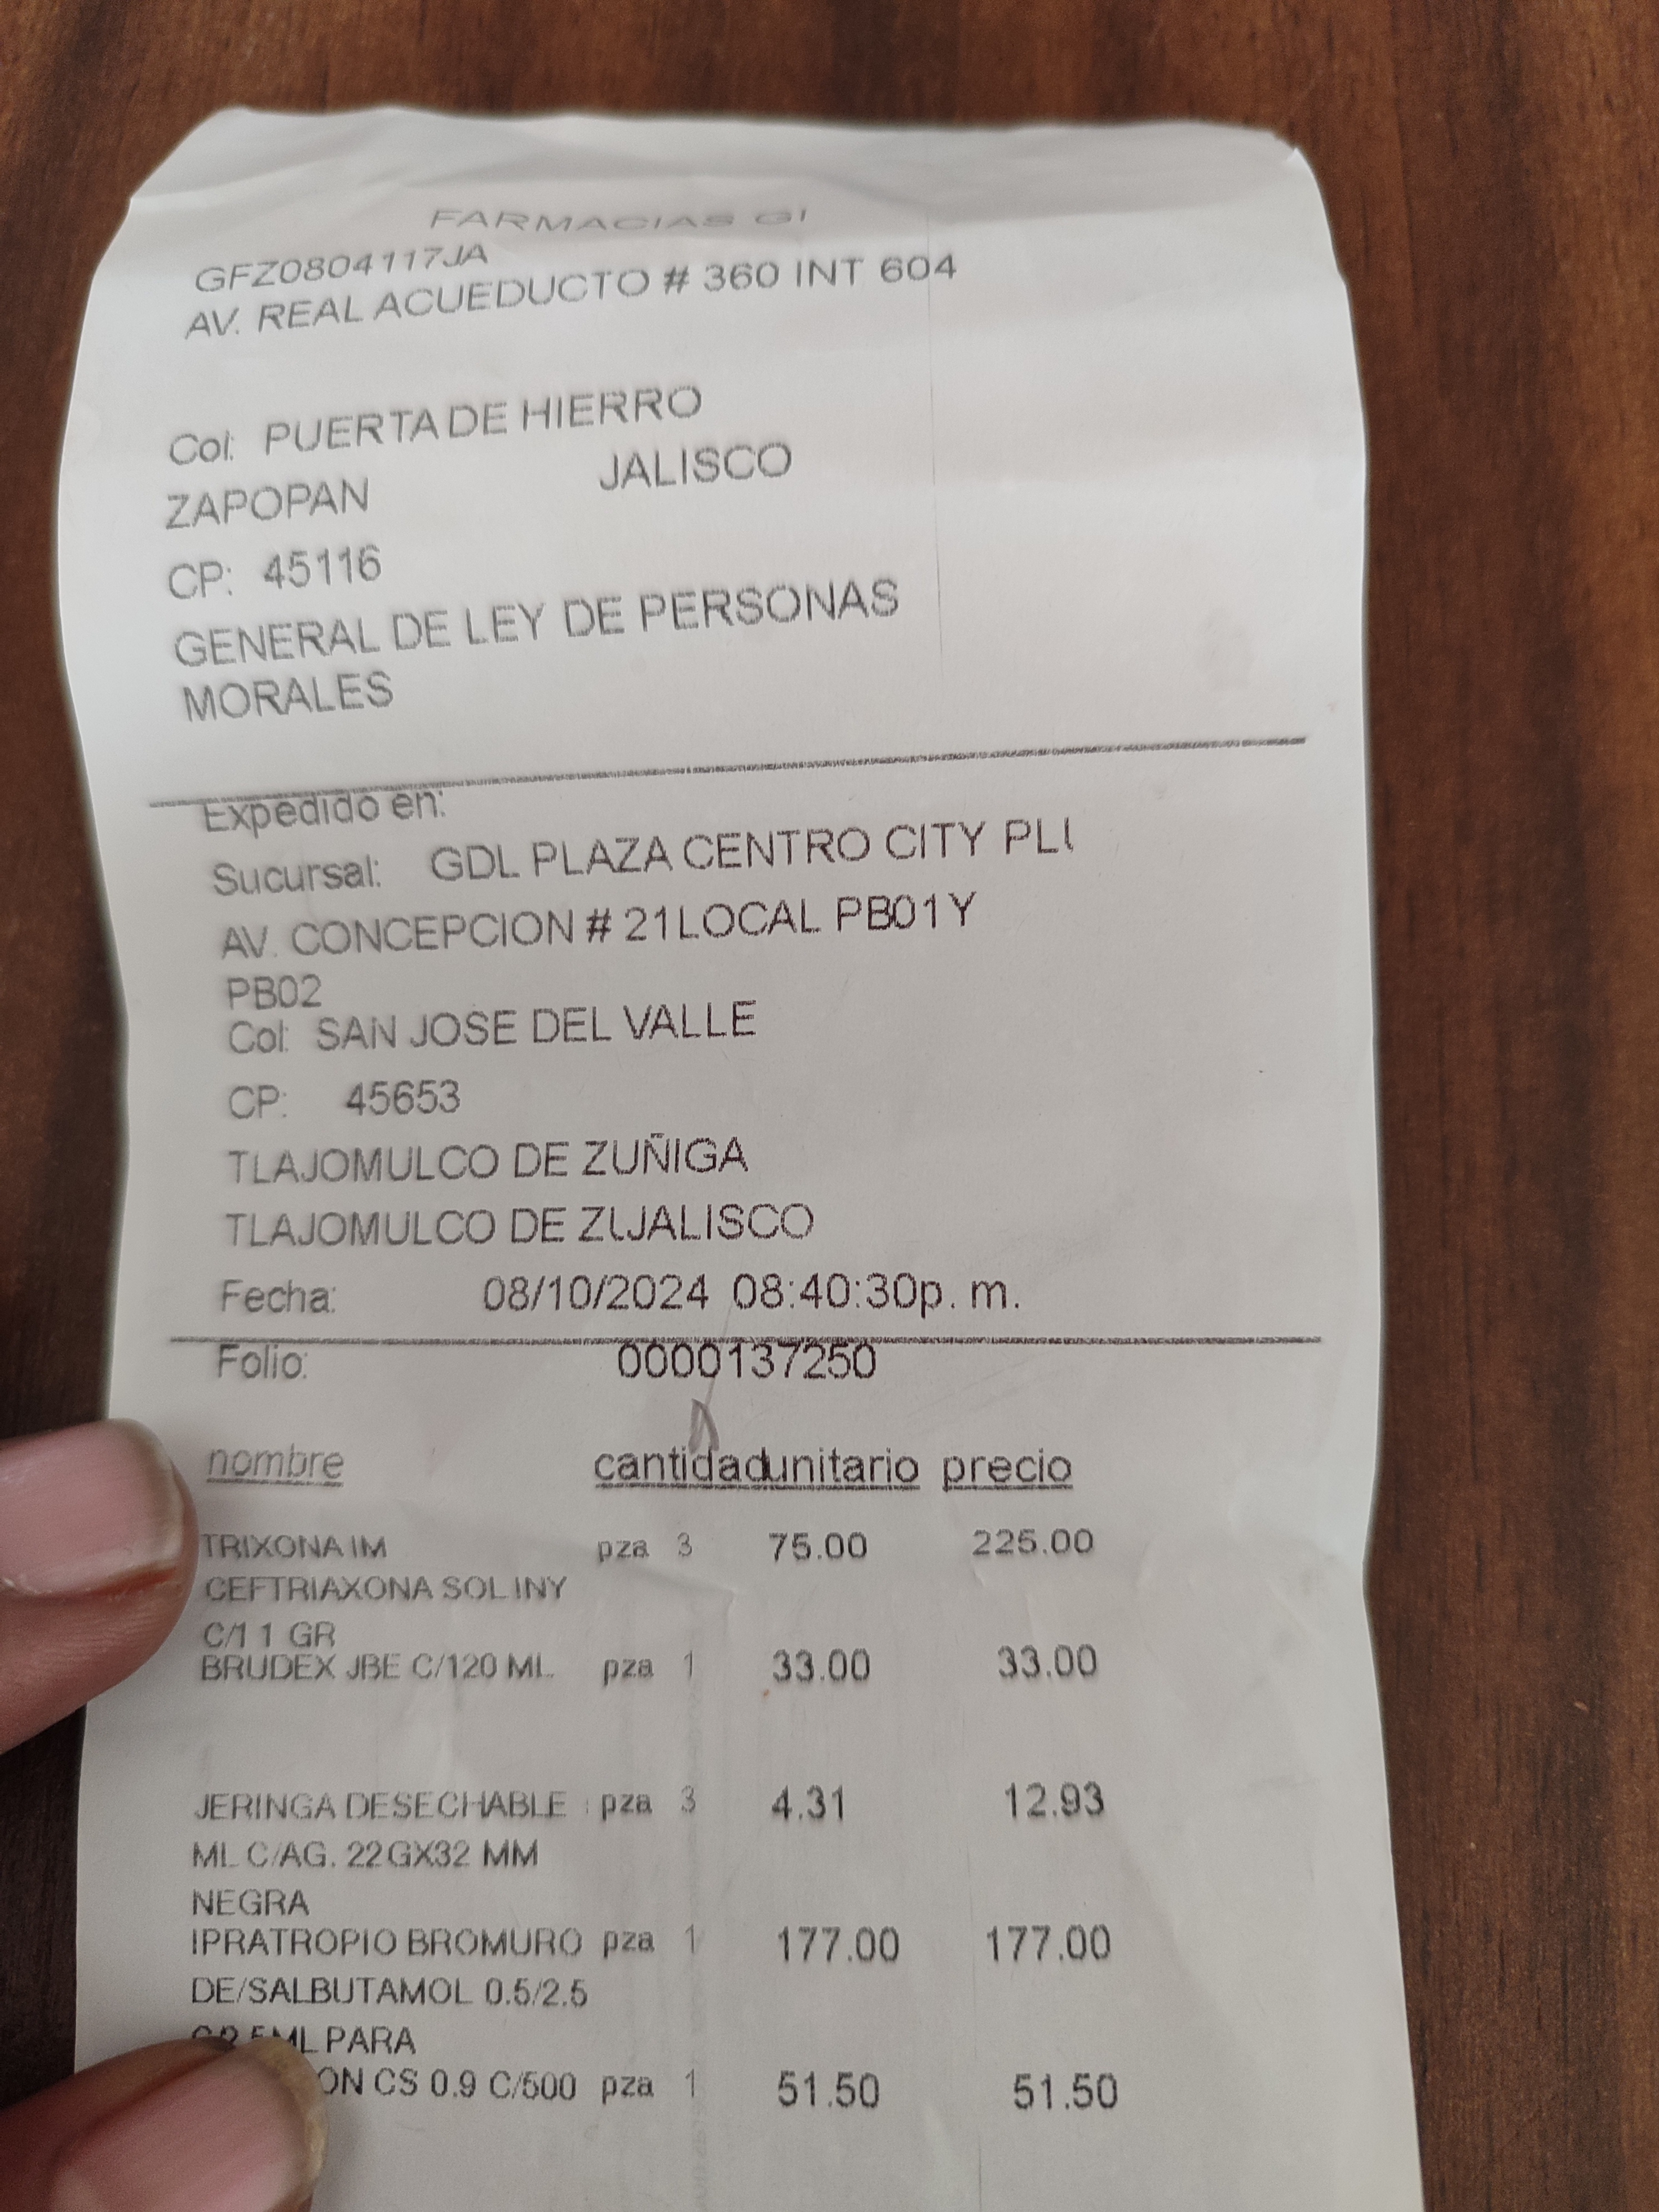 FARMACIAS GI
GFZ0804117JA
AV. REAL ACUEDUCTO # 360 INT 604
Col: PUERTA DE HIERRO
ZAPOPAN JALISCO
CP: 45116
GENERAL DE LEY DE PERSONAS
MORALES
Expedido en:
Sucursal: GDL PLAZA CENTRO CITY
AV. CONCEPCION # 21 LOCAL PB01 Y
PB02
Col: SAN JOSE DEL VALLE
CP: 45653
TLAJOMULCO DE ZUÑIGA
TLAJOMULCO DE JALISCO
Fecha: 08/10/2024 08:40:30p. m.
Folio: 0000137250
nombre cantidad unitario precio
TRIXONA IM pza 3 75.00 225.00
CEFTRIAXONA SOL INY
C/1 1 GR
BRUDEX JBE C/120 ML pza 1 33.00 33.00
JERINGA DESECHABLE pza 3 4.31 12.93
ML C/AG. 22GX32 MM
NEGRA
IPRATROPIO BROMURO pza 1 177.00 177.00
DE/SALBUTAMOL 0.5/2.5
ML PARA
CS 0.9 C/500 pza 1 51.50 51.50